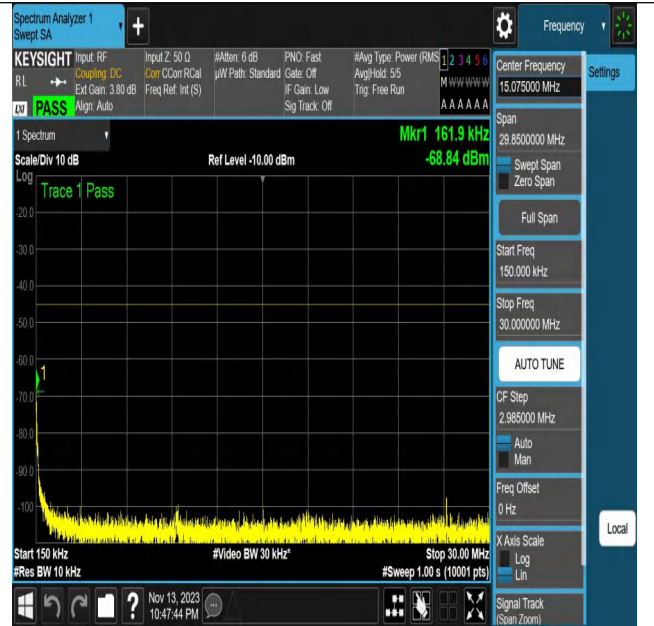 Spectrum Analyzer 1
Swept SA
+
Frequency
KEYSIGHT
RL
LXI PASS
Input: RF
Coupling: DC
Ext Gain: 3.80 dB
Align: Auto
Input Z: 50 Ω
Corr CCorr RCal
Freq Ref: Int (S)
#Atten: 6 dB
µW Path: Standard
PNO: Fast
Gate: Off
IF Gain: Low
Sig Track: Off
#Avg Type: Power (RMS
Avg|Hold: 5/5
Trig: Free Run
1 2 3 4 5 6
M W W W W W
A A A A A A
1 Spectrum
Scale/Div 10 dB
Ref Level -10.00 dBm
Mkr1 161.9 kHz
-68.84 dBm
Log
Trace 1 Pass
-20.0
-30.0
-40.0
-50.0
-60.0
1
-70.0
-80.0
-90.0
-100
Start 150 kHz
#Video BW 30 kHz*
Stop 30.00 MHz
#Res BW 10 kHz
#Sweep 1.00 s (10001 pts)
?
Nov 13, 2023
10:47:44 PM
Center Frequency
15.075000 MHz
Settings
Span
29.8500000 MHz
Swept Span
Zero Span
Full Span
Start Freq
150.000 kHz
Stop Freq
30.000000 MHz
AUTO TUNE
CF Step
2.985000 MHz
Auto
Man
Freq Offset
0 Hz
Local
X Axis Scale
Log
Lin
Signal Track
(Span Zoom)